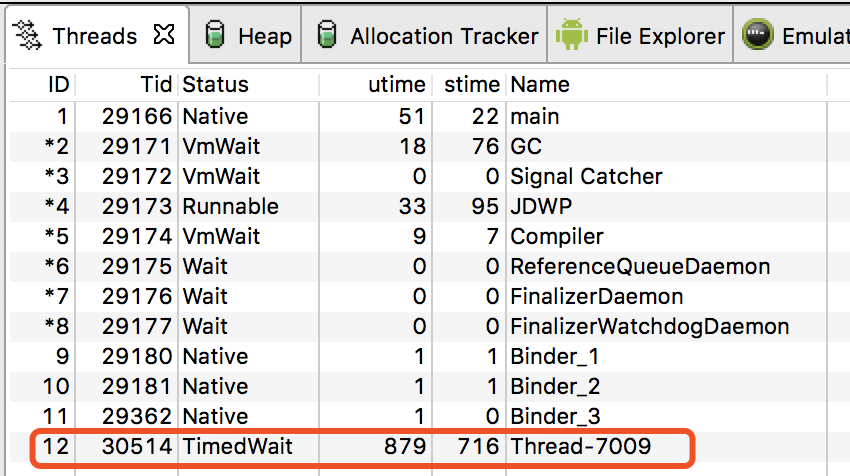 Threads Heap Allocation Tracker File Explorer Emulat
ID Tid Status utime stime Name
1 29166 Native 51 22 main
*2 29171 VmWait 18 76 GC
*3 29172 VmWait 0 0 Signal Catcher
*4 29173 Runnable 33 95 JDWP
*5 29174 VmWait 9 7 Compiler
*6 29175 Wait 0 0 ReferenceQueueDaemon
*7 29176 Wait 0 0 FinalizerDaemon
*8 29177 Wait 0 0 FinalizerWatchdogDaemon
9 29180 Native 1 1 Binder_1
10 29181 Native 1 1 Binder_2
11 29362 Native 1 0 Binder_3
12 30514 TimedWait 879 716 Thread-7009